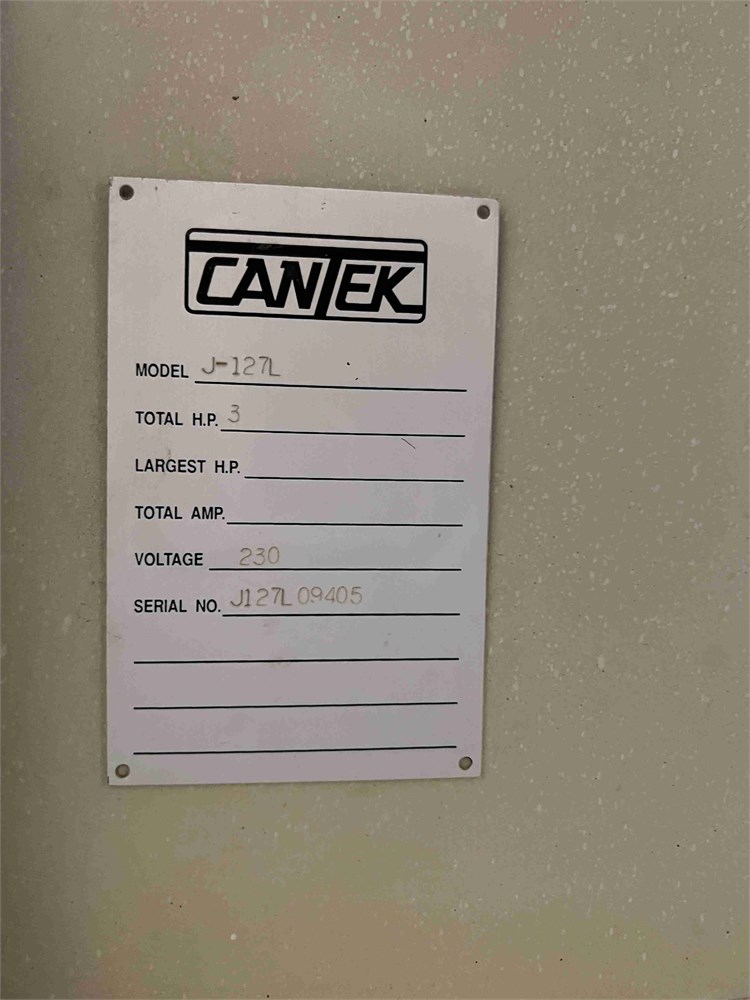 CANTEK
MODEL J-127L
TOTAL H.P. 3
LARGEST H.P.
TOTAL AMP.
VOLTAGE 230
SERIAL NO. J127L09405